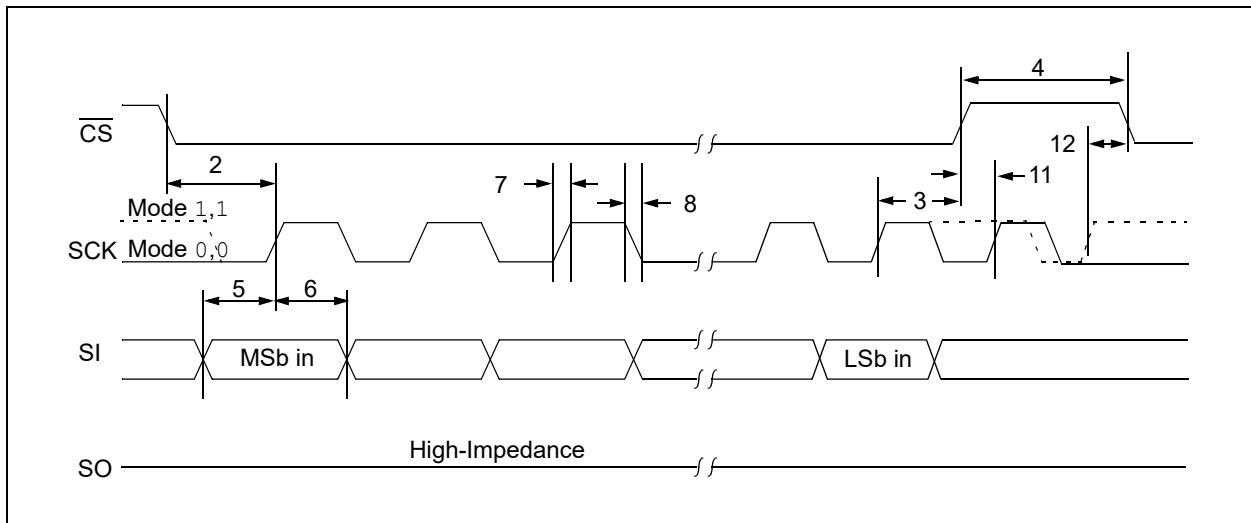 4
CS
12
2
7
11
Mode 1,1
8
3
SCK Mode 0,0
5 6
SI MSb in LSb in
High-Impedance
SO